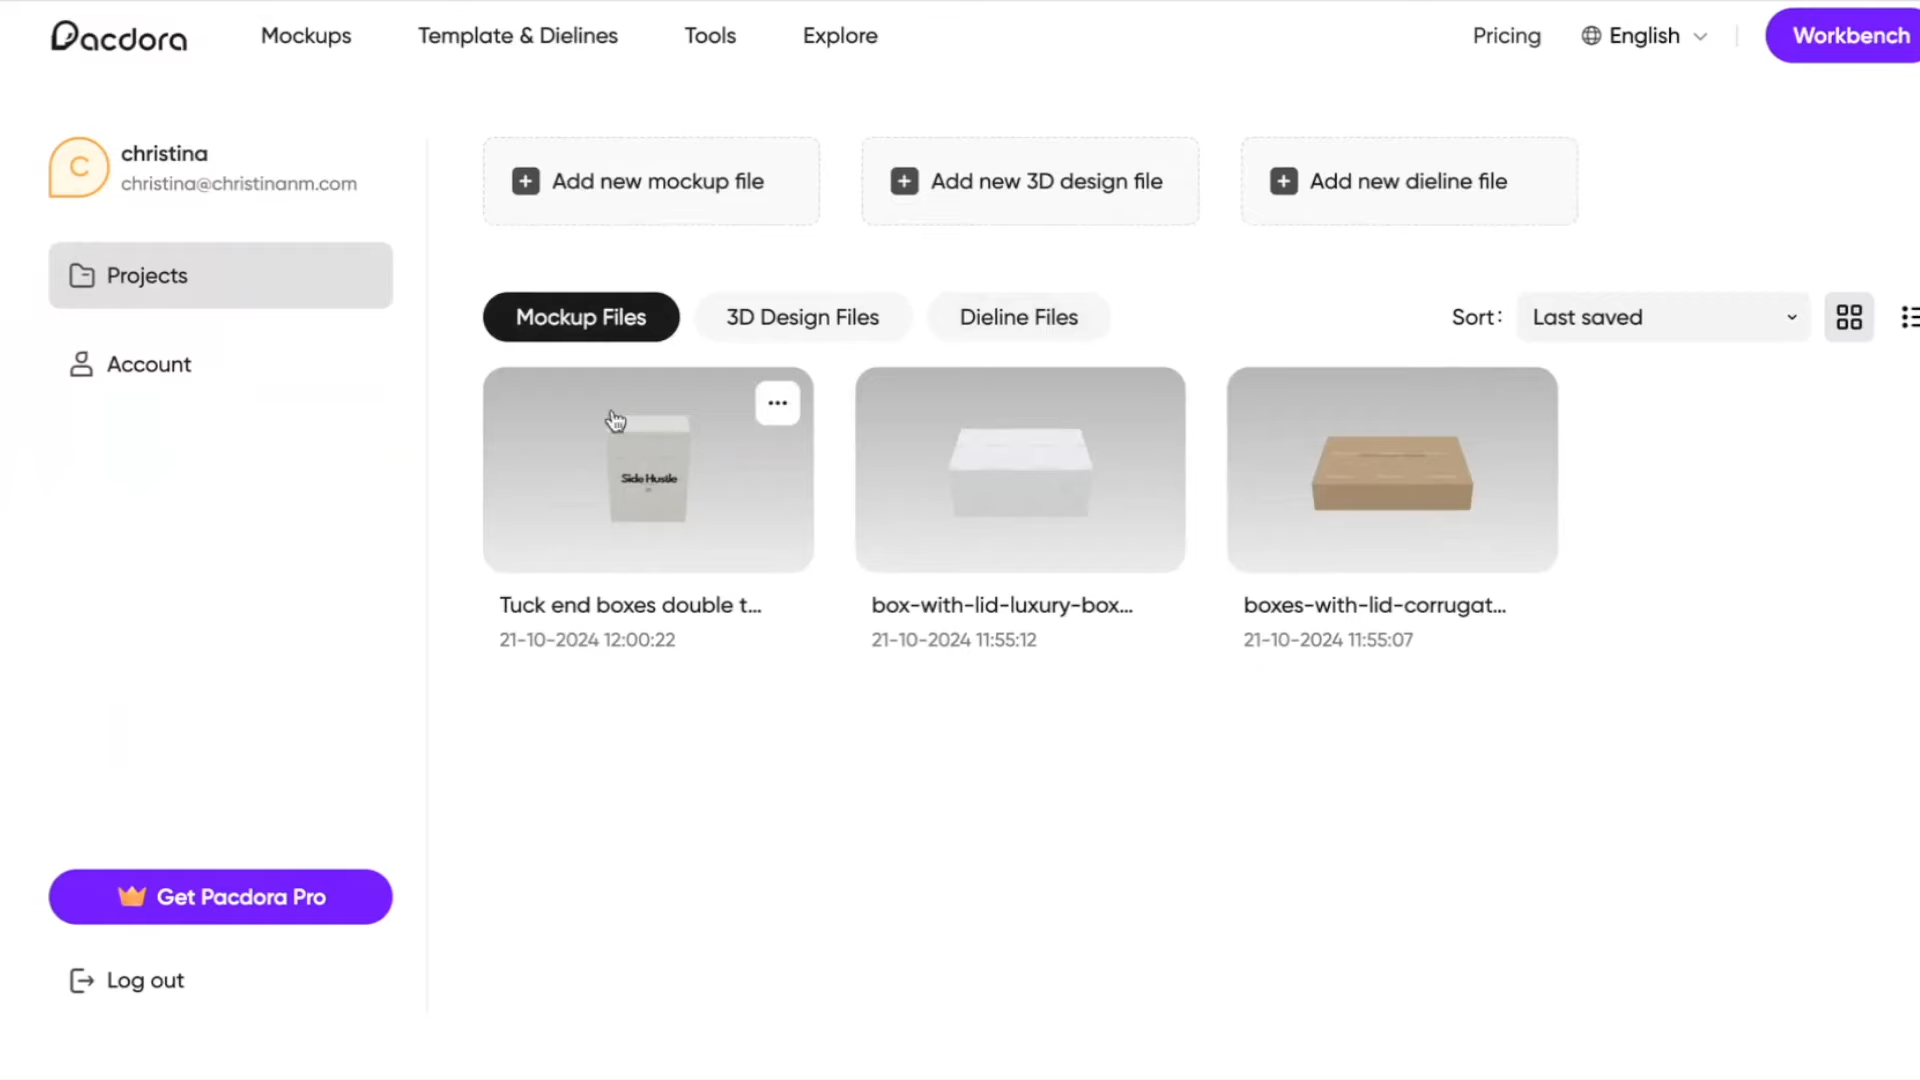 Pacdora
Mockups
Template & Dielines
Tools
Explore
Pricing
English
Workbench
C
christina
christina@christinanm.com
Projects
Account
Get Pacdora Pro
Log out
Add new mockup file
Add new 3D design file
Add new dieline file
Mockup Files
3D Design Files
Dieline Files
Sort:
Last saved
Side Hustle
Tuck end boxes double t...
21-10-2024 12:00:22
box-with-lid-luxury-box...
21-10-2024 11:55:12
boxes-with-lid-corrugat...
21-10-2024 11:55:07